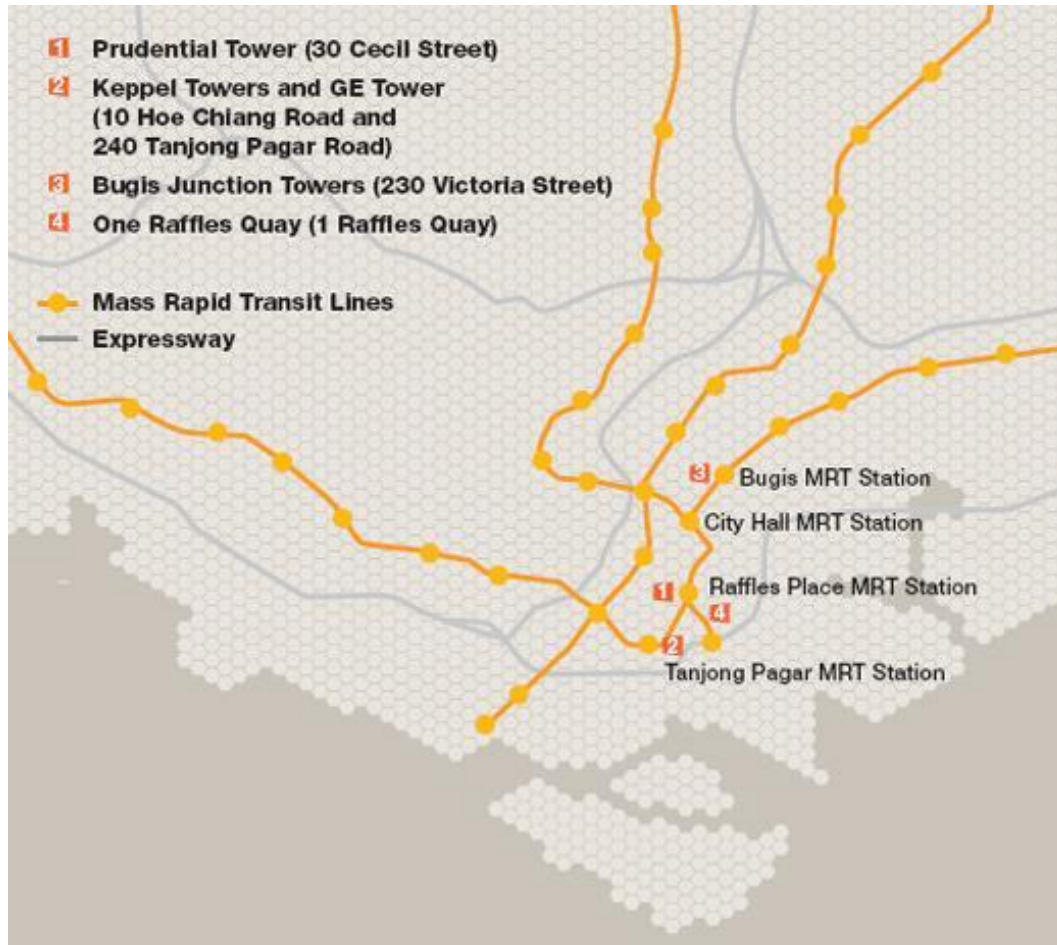 1 Prudential Tower (30 Cecil Street)
2 Keppel Towers and GE Tower
(10 Hoe Chiang Road and
240 Tanjong Pagar Road)
3 Bugis Junction Towers (230 Victoria Street)
4 One Raffles Quay (1 Raffles Quay)
Mass Rapid Transit Lines
Expressway
3 Bugis MRT Station
City Hall MRT Station
1 Raffles Place MRT Station
4
2
Tanjong Pagar MRT Station